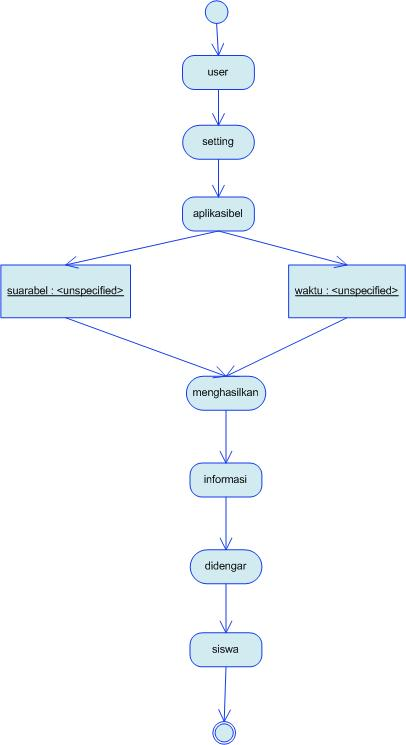 user
setting
aplikasibel
suarabel : <unspecified>
waktu : <unspecified>
menghasilkan
informasi
didengar
siswa